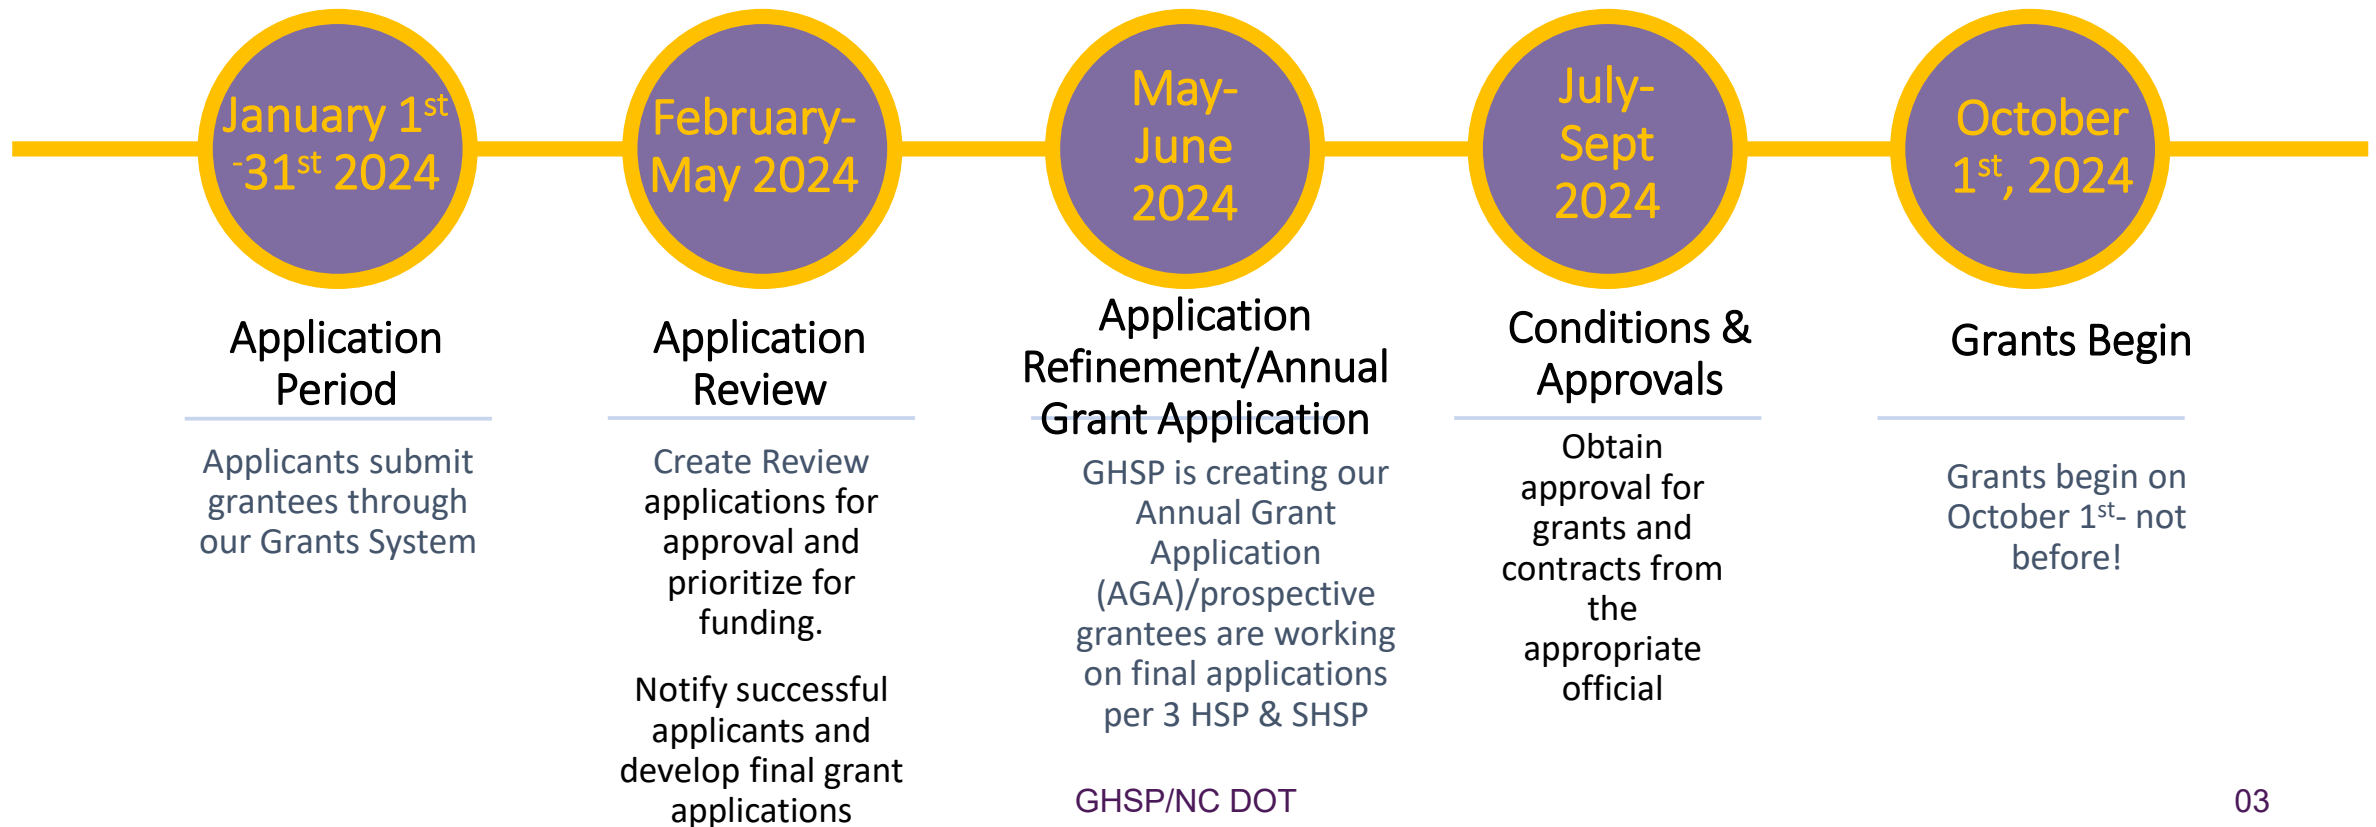 January 1st
-31st 2024
Application
Period
Applicants submit
grantees through
our Grants System
February-
May 2024
Application
Review
Create Review
applications for
approval and
prioritize for
funding.
Notify successful
applicants and
develop final grant
applications
May-
June
2024
Application
Refinement/Annual
Grant Application
GHSP is creating our
Annual Grant
Application
(AGA)/prospective
grantees are working
on final applications
per 3 HSP & SHSP
July-
Sept
2024
Conditions &
Approvals
Obtain
approval for
grants and
contracts from
the
appropriate
official
October
1st, 2024
Grants Begin
Grants begin on
October 1st- not
before!
GHSP/NC DOT
03